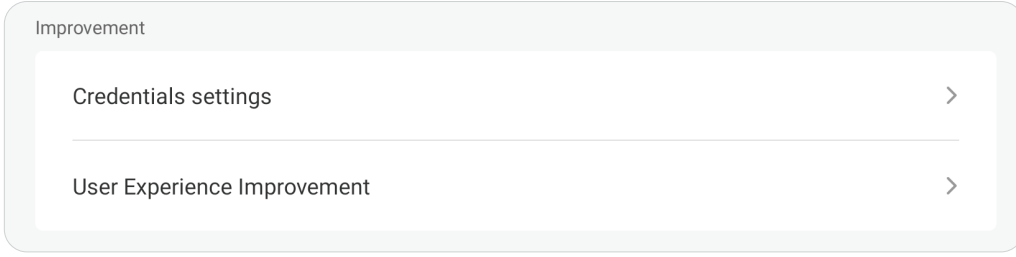 Improvement
Credentials settings
User Experience Improvement